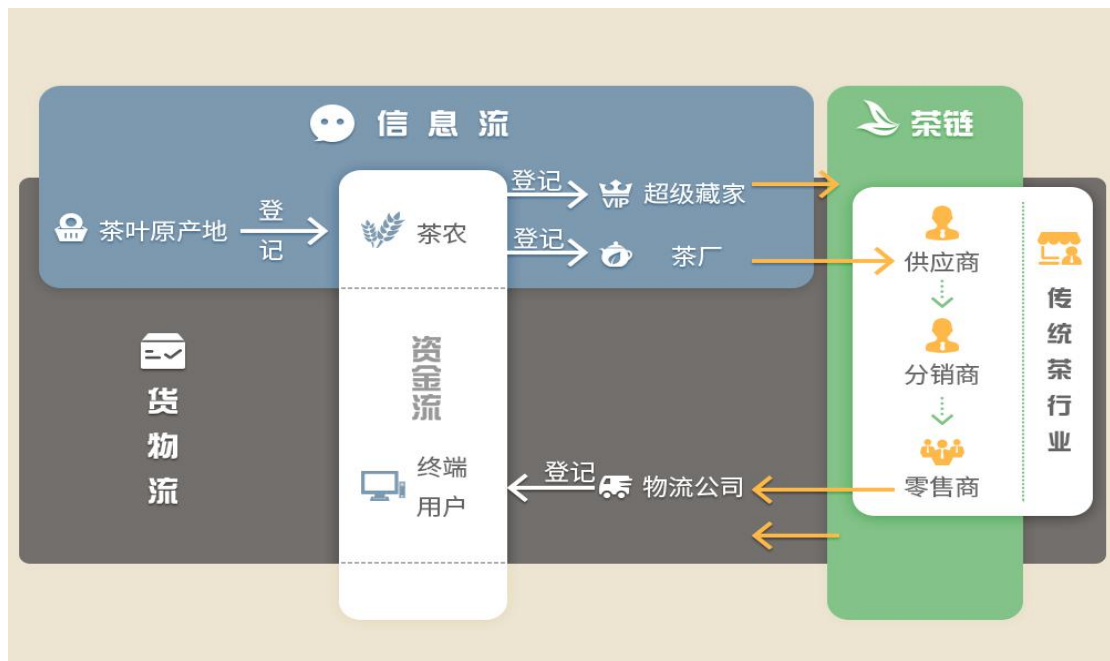 信息流
茶链
茶叶原产地
登
记
茶农
登记
VIP
超级藏家
登记
茶厂
供应商
分销商
零售商
传
统
茶
行
业
货
物
流
资
金
流
终端
用户
登记
物流公司